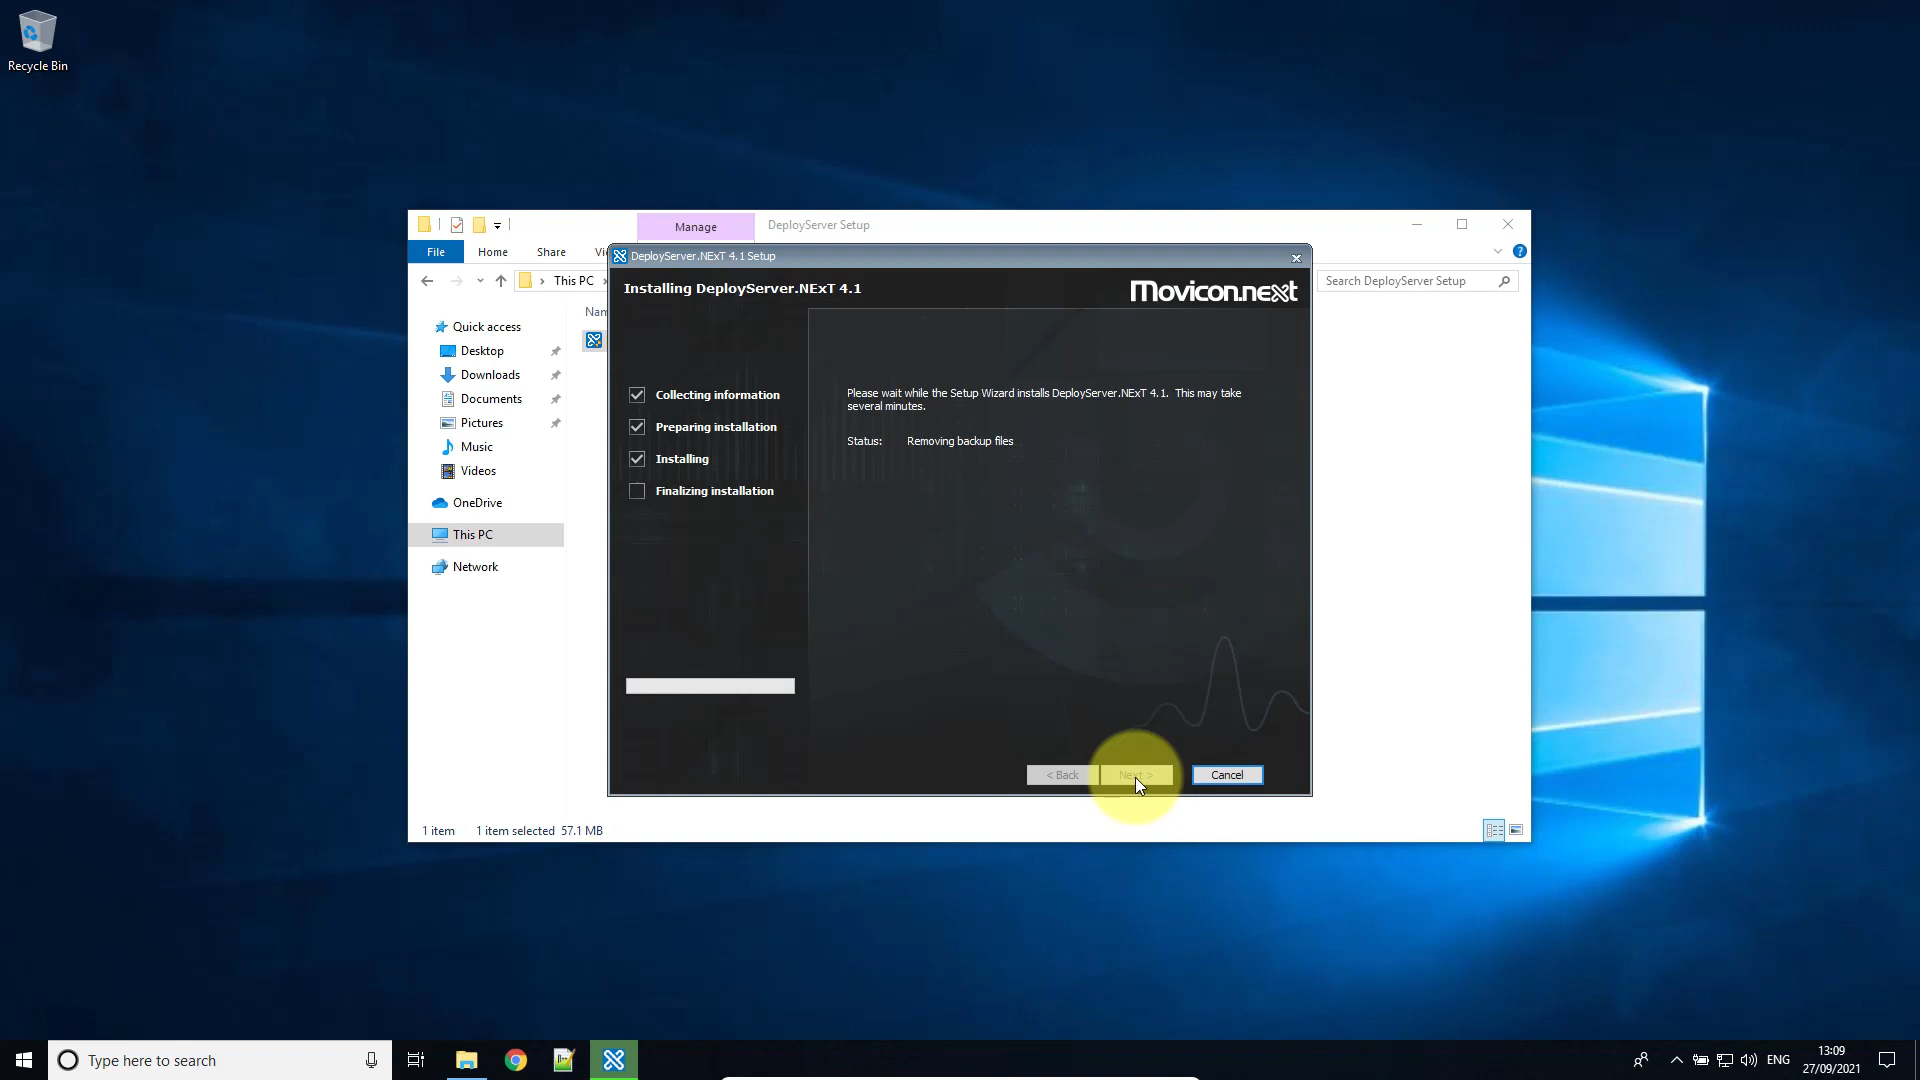 Recycle Bin
Manage
DeployServer Setup
File
Home
Share
Vi
DeployServer.NExT 4.1 Setup
This PC
Search DeployServer Setup
Installing DeployServer.NExT 4.1
Movicon.next
Nam
Quick access
Desktop
Downloads
Documents
Pictures
Music
Videos
OneDrive
This PC
Network
Collecting information
Preparing installation
Installing
Finalizing installation
Please wait while the Setup Wizard installs DeployServer.NExT 4.1. This may take
several minutes.
Status: Removing backup files
< Back
Next >
Cancel
1 item
1 item selected 57.1 MB
Type here to search
ENG
13:09
27/09/2021